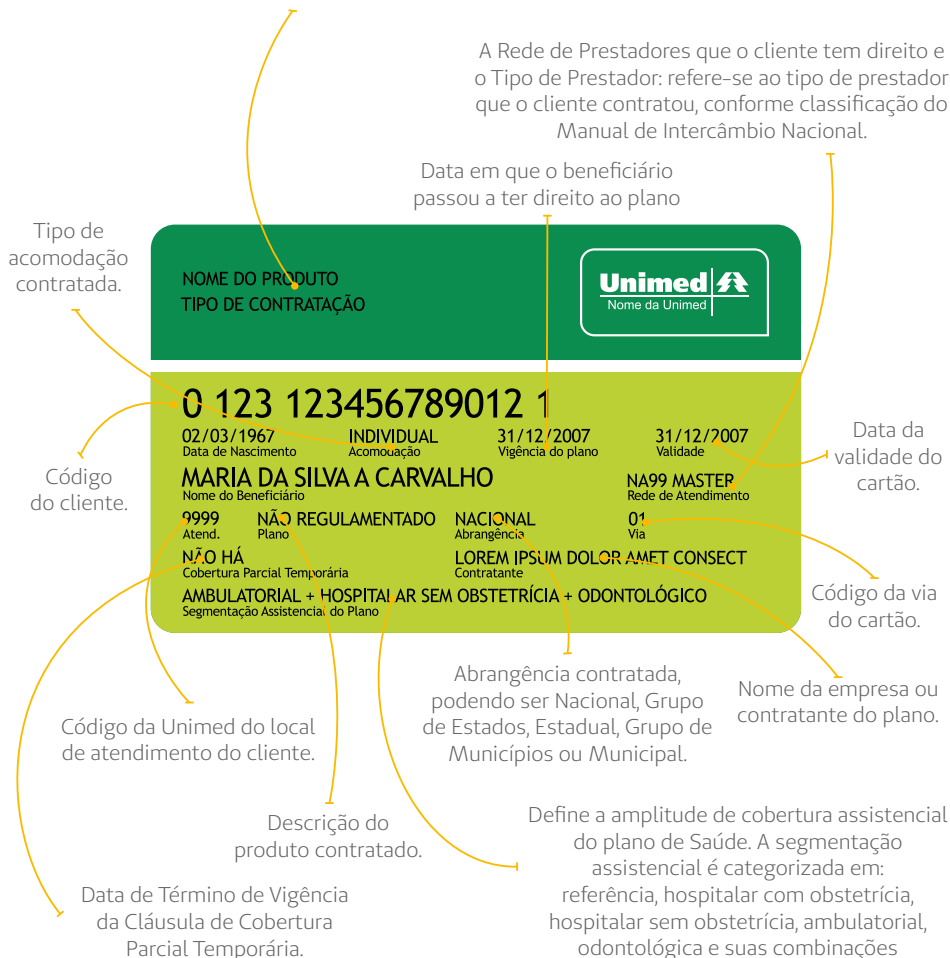 A Rede de Prestadores que o cliente tem direito e
o Tipo de Prestador: refere-se ao tipo de prestador
que o cliente contratou, conforme classificação do
Manual de Intercâmbio Nacional.
Data em que o beneficiário
passou a ter direito ao plano
Tipo de
acomodação
contratada.
NOME DO PRODUTO
TIPO DE CONTRATAÇÃO
Unimed
Nome da Unimed
0 123 123456789012 1
02/03/1967 INDIVIDUAL 31/12/2007 31/12/2007
Data de Nascimento Acomodação Vigência do plano Validade
MARIA DA SILVA A CARVALHO NA99 MASTER
Nome do Beneficiário Rede de Atendimento
9999 NÃO REGULAMENTADO NACIONAL 01
Atend. Plano Abrangência Via
NÃO HÁ LOREM IPSUM DOLOR AMET CONSECT
Cobertura Parcial Temporária Contratante
AMBULATORIAL + HOSPITALAR SEM OBSTETRÍCIA + ODONTOLÓGICO
Segmentação Assistencial do Plano
Código
do cliente.
Data da
validade do
cartão.
Código da via
do cartão.
Código da Unimed do local
de atendimento do cliente.
Abrangência contratada,
podendo ser Nacional, Grupo
de Estados, Estadual, Grupo de
Municípios ou Municipal.
Nome da empresa ou
contratante do plano.
Descrição do
produto contratado.
Data de Término de Vigência
da Cláusula de Cobertura
Parcial Temporária.
Define a amplitude de cobertura assistencial
do plano de Saúde. A segmentação
assistencial é categorizada em:
referência, hospitalar com obstetrícia,
hospitalar sem obstetrícia, ambulatorial,
odontológica e suas combinações